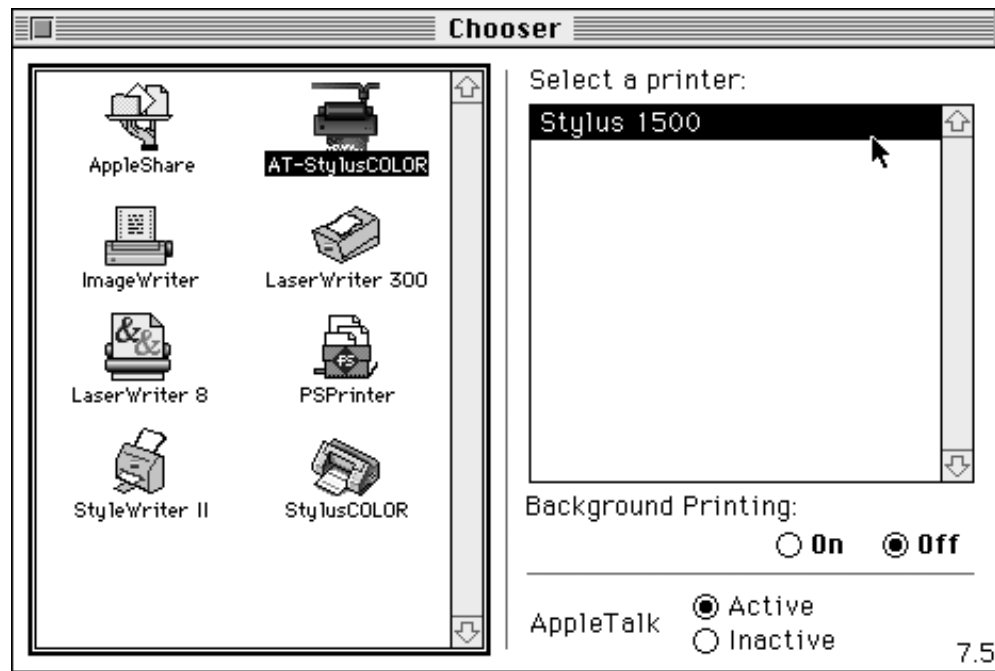 Chooser
AppleShare
AT-StylusCOLOR
ImageWriter
LaserWriter 300
LaserWriter 8
PSPrinter
StyleWriter II
StylusCOLOR
Select a printer:
Stylus 1500
Background Printing:
On Off
AppleTalk
Active
Inactive
7.5